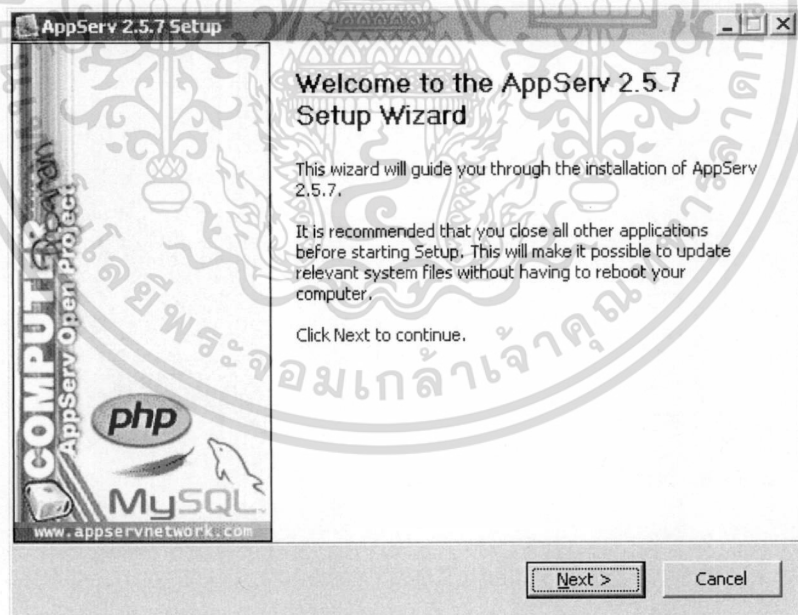 AppServ 2.5.7 Setup
Welcome to the AppServ 2.5.7
Setup Wizard
This wizard will guide you through the installation of AppServ
2.5.7.
It is recommended that you close all other applications
before starting Setup. This will make it possible to update
relevant system files without having to reboot your
computer.
Click Next to continue.
COMPUTER
Program
AppServ Open Project
php
MySQL
www.appservnetwork.com
Next >
Cancel